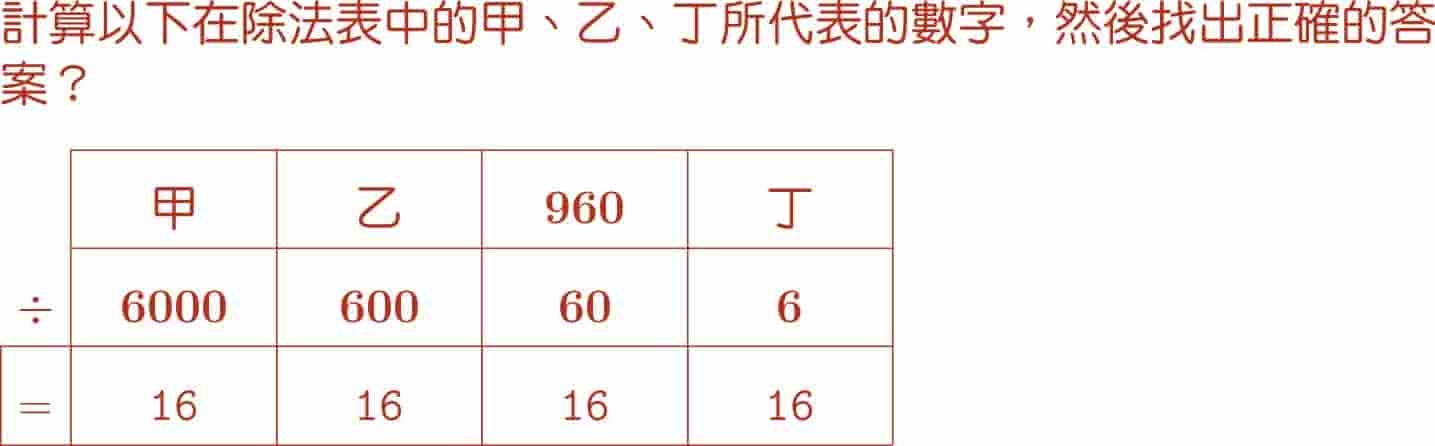 計算以下在除法表中的甲、乙、丁所代表的數字，然後找出正確的答
案？
甲 乙 960 丁
÷ 6000 600 60 6
= 16 16 16 16